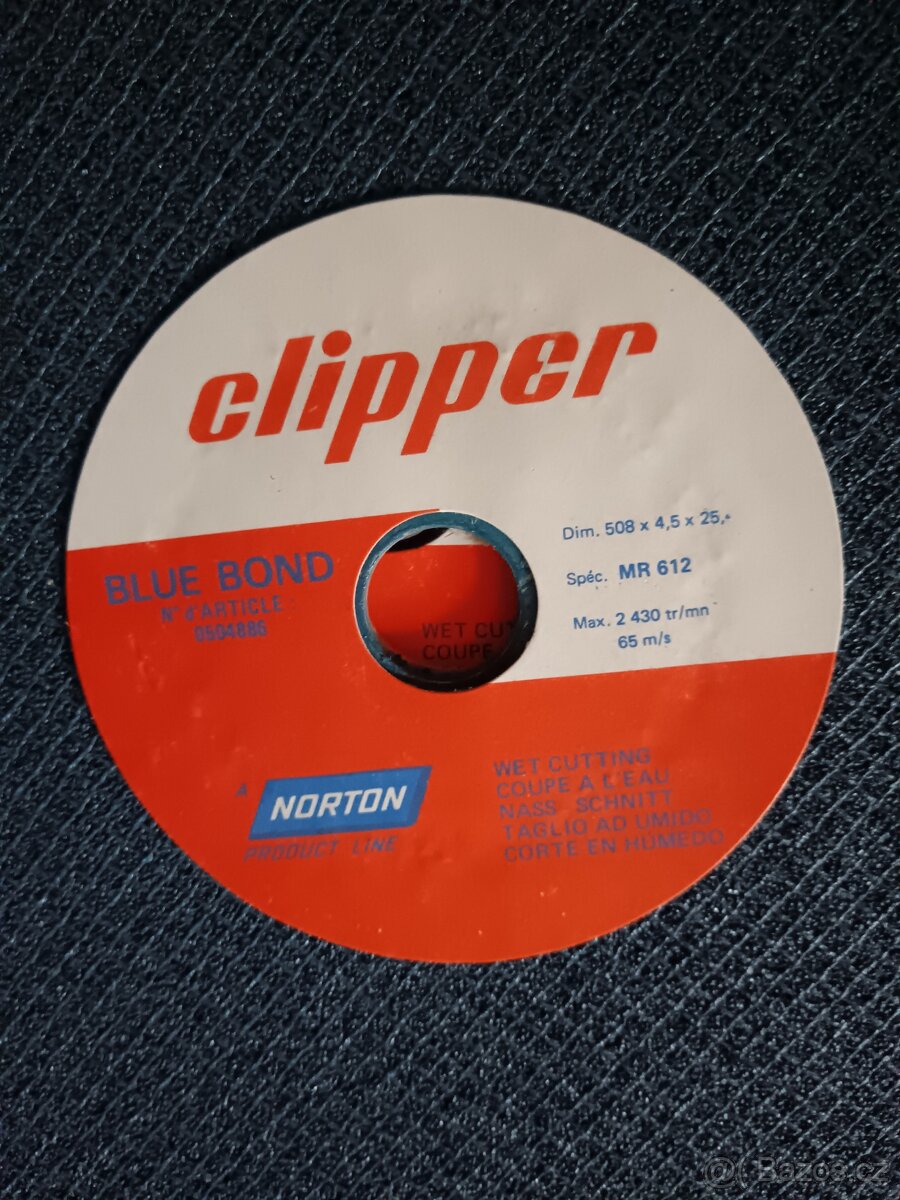 clipper
BLUE BOND
N° d'ARTICLE :
0504886
Dim. 508 x 4,5 x 25,4
Spéc. MR 612
Max. 2 430 tr/mn
65 m/s
WET CUT
COUPE
A
NORTON
PRODUCT LINE
WET CUTTING
COUPE A L'EAU
NASS SCHNITT
TAGLIO AD UMIDO
CORTE EN HUMEDO
@Bazos.cz